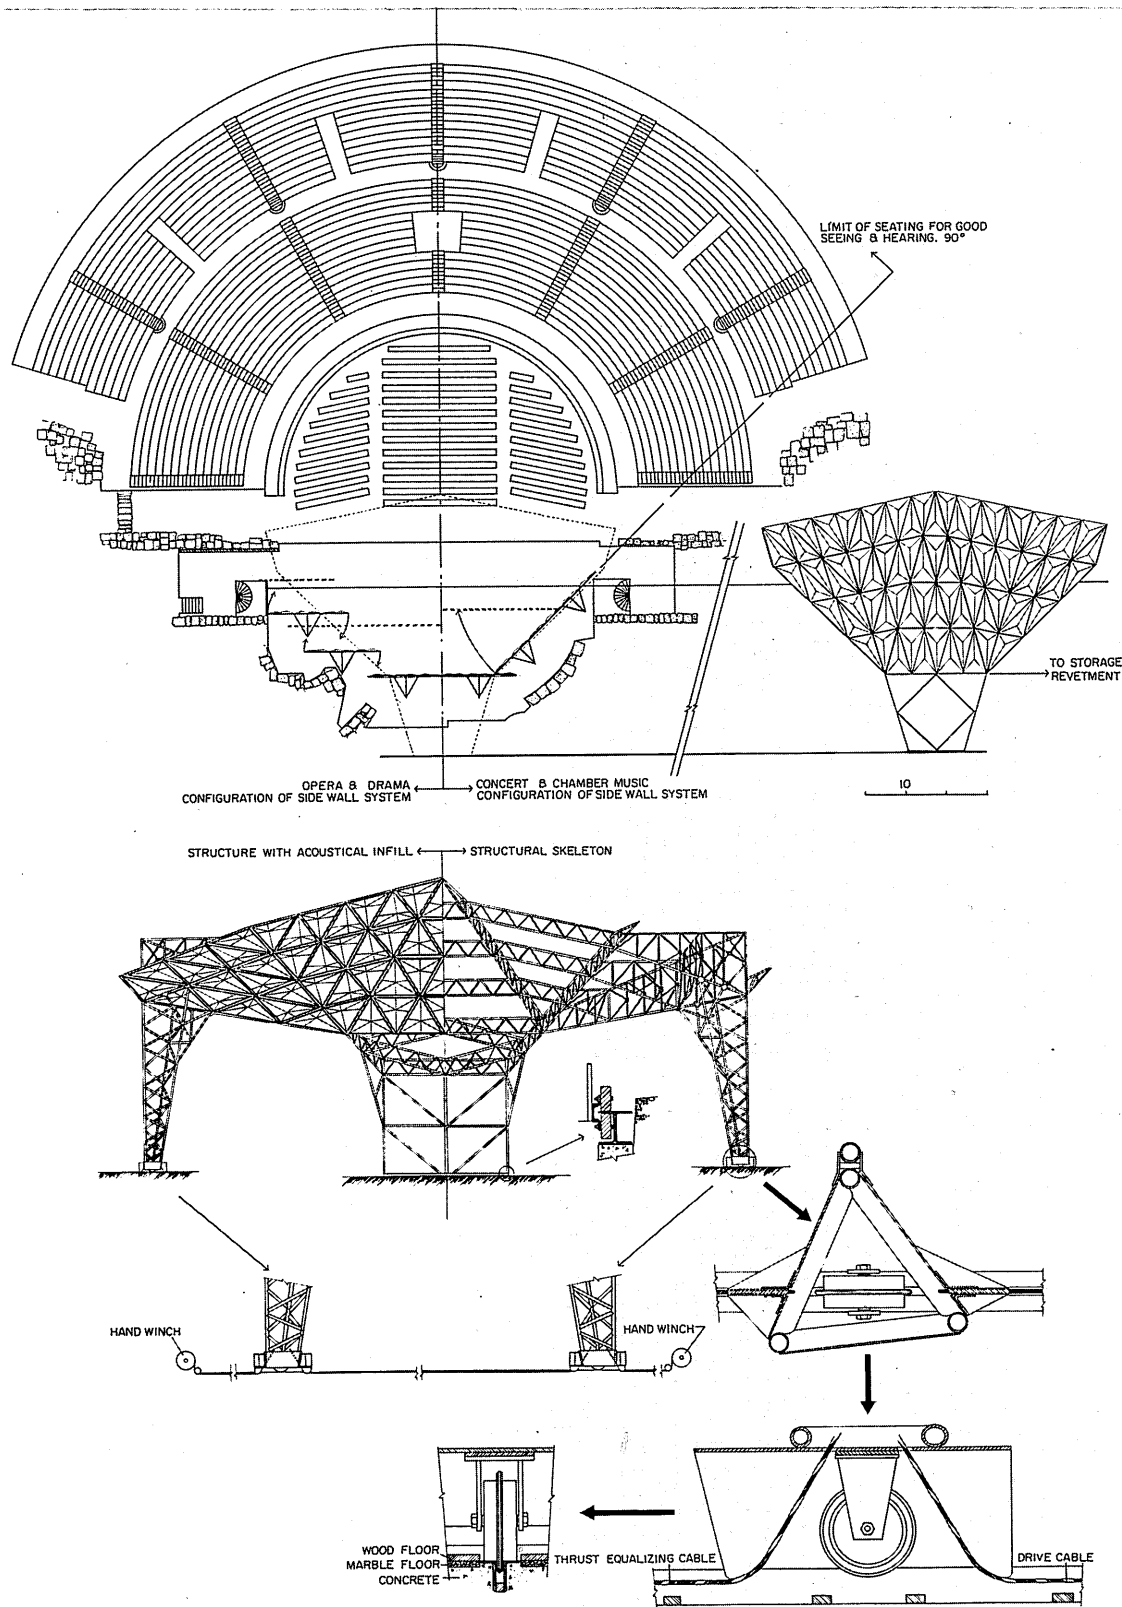 LIMIT OF SEATING FOR GOOD
SEEING & HEARING. 90°
TO STORAGE
REVETMENT
OPERA & DRAMA
CONFIGURATION OF SIDE WALL SYSTEM
CONCERT & CHAMBER MUSIC
CONFIGURATION OF SIDE WALL SYSTEM
10
STRUCTURE WITH ACOUSTICAL INFILL
STRUCTURAL SKELETON
HAND WINCH
HAND WINCH
WOOD FLOOR
MARBLE FLOOR
CONCRETE
THRUST EQUALIZING CABLE
DRIVE CABLE